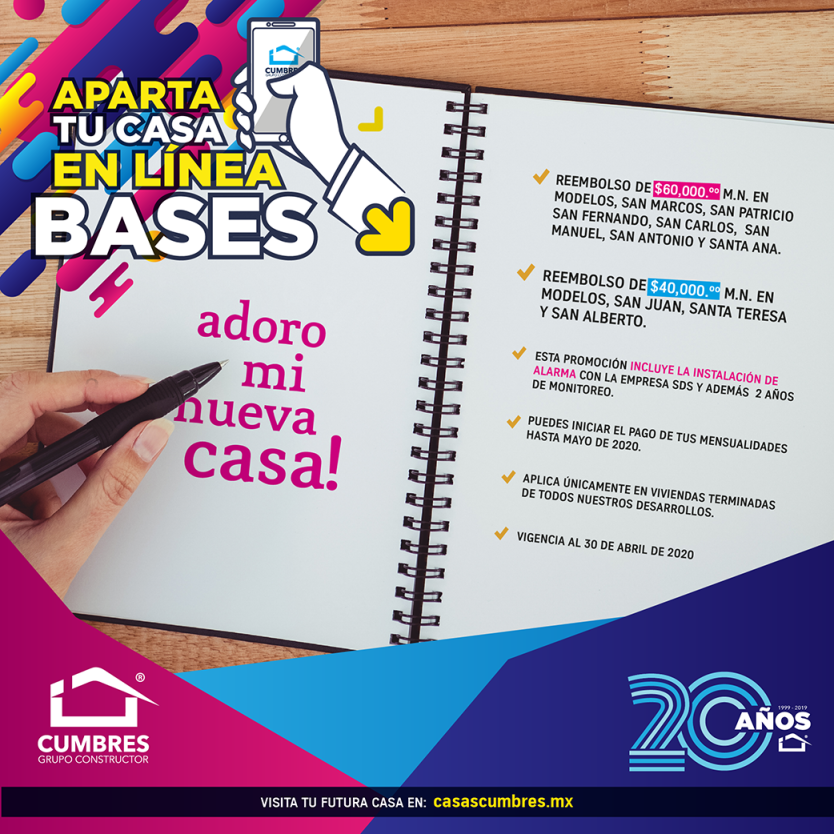 CUMBRES
APARTA
TU CASA
EN LÍNEA
BASES
adoro
mi
nueva
casa!
REEMBOLSO DE $60,000.ºº M.N. EN
MODELOS, SAN MARCOS, SAN PATRICIO
SAN FERNANDO, SAN CARLOS, SAN
MANUEL, SAN ANTONIO Y SANTA ANA.
REEMBOLSO DE $40,000.ºº M.N. EN
MODELOS, SAN JUAN, SANTA TERESA
Y SAN ALBERTO.
ESTA PROMOCIÓN INCLUYE LA INSTALACIÓN DE
ALARMA CON LA EMPRESA SDS Y ADEMÁS 2 AÑOS
DE MONITOREO.
PUEDES INICIAR EL PAGO DE TUS MENSUALIDADES
HASTA MAYO DE 2020.
APLICA ÚNICAMENTE EN VIVIENDAS TERMINADAS
DE TODOS NUESTROS DESARROLLOS.
VIGENCIA AL 30 DE ABRIL DE 2020
®
CUMBRES
GRUPO CONSTRUCTOR
20
1999 - 2019
AÑOS
VISITA TU FUTURA CASA EN: casascumbres.mx